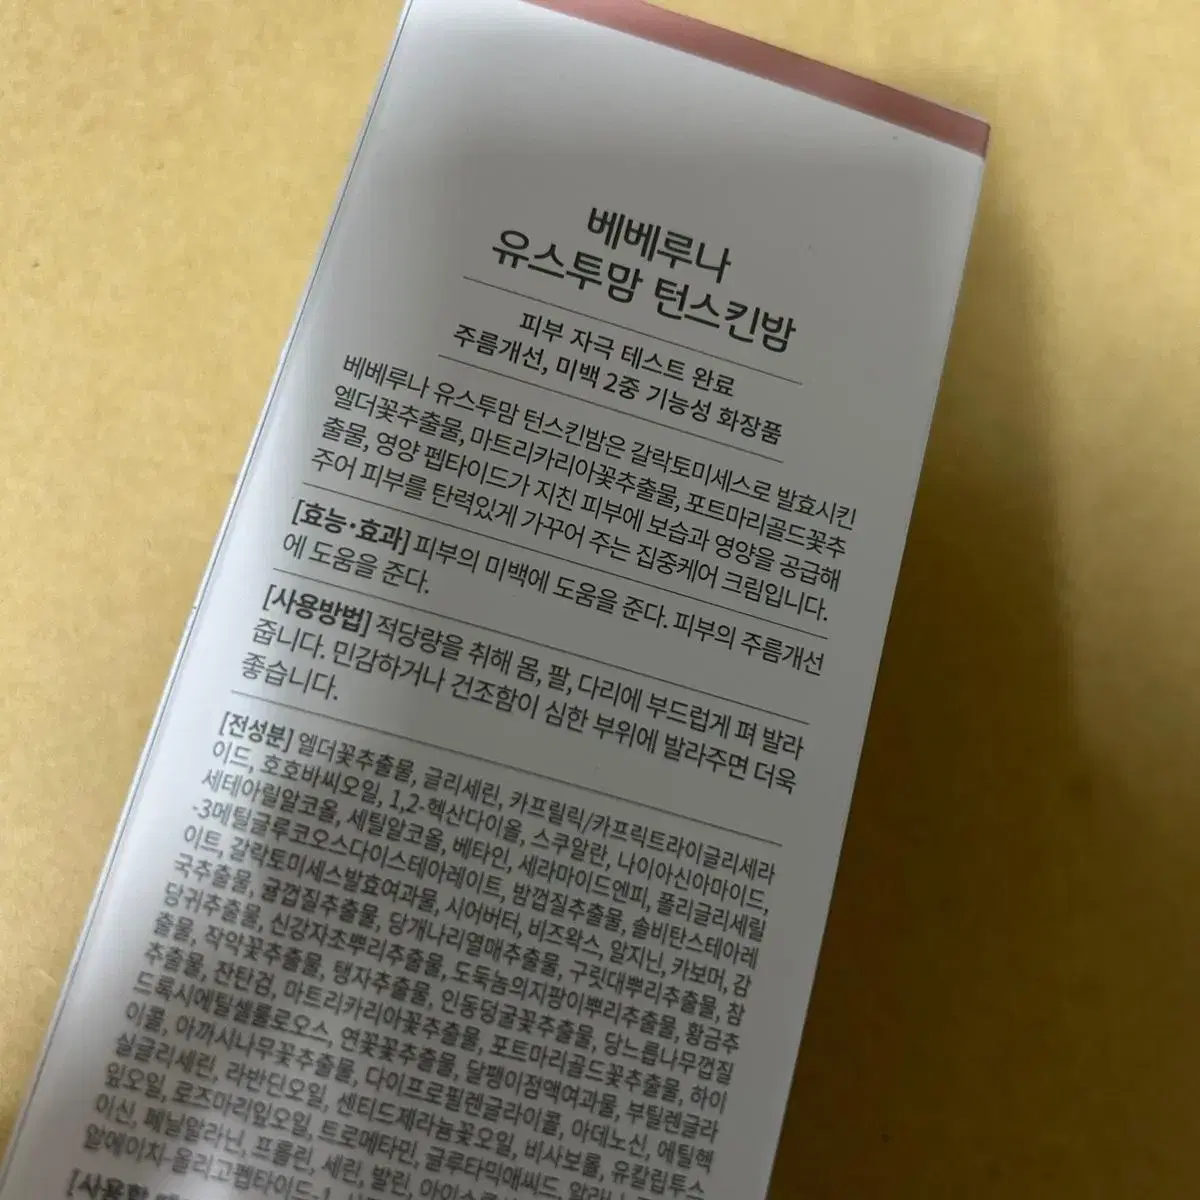 베베루나
유스투맘 턴스킨밤
피부 자극 테스트 완료
주름개선, 미백 2중 기능성 화장품
베베루나 유스투맘 턴스킨밤은 갈락토미세스로 발효시킨
엘더꽃추출물, 마트리카리아꽃추출물, 포트마리골드꽃추
출물, 영양 펩타이드가 지친 피부에 보습과 영양을 공급해
주어 피부를 탄력있게 가꾸어 주는 집중케어 크림입니다.
[효능·효과] 피부의 미백에 도움을 준다. 피부의 주름개선
에 도움을 준다.
[사용방법] 적당량을 취해 몸, 팔, 다리에 부드럽게 펴 발라
줍니다. 민감하거나 건조함이 심한 부위에 발라주면 더욱
좋습니다.
[전성분] 엘더꽃추출물, 글리세린, 카프릴릭/카프릭트라이글리세라
이드, 호호바씨오일, 1,2-헥산다이올, 스쿠알란, 나이아신아마이드,
세테아릴알코올, 세틸알코올, 베타인, 세라마이드엔피, 폴리글리세릴
-3메틸글루코오스다이스테아레이트, 밤껍질추출물, 솔비탄스테아레
이트, 갈락토미세스발효여과물, 시어버터, 비즈왁스, 알지닌, 카보머, 감
국추출물, 귤껍질추출물, 당개나리열매추출물, 구릿대뿌리추출물, 참
당귀추출물, 신강자초뿌리추출물, 도둑놈의지팡이뿌리추출물, 황금추
출물, 작약꽃추출물, 탱자추출물, 인동덩굴꽃추출물, 당느릅나무껍질
추출물, 잔탄검, 마트리카리아꽃추출물, 포트마리골드꽃추출물, 하이
드록시에틸셀룰로오스, 연꽃꽃추출물, 달팽이점액여과물, 부틸렌글라
이콜, 아까시나무꽃추출물, 다이프로필렌글라이콜, 아데노신, 에틸헥
실글리세린, 라반딘오일, 센티드제라늄꽃오일, 비사보롤, 유칼립투스
잎오일, 로즈마리잎오일, 트로메타민, 글루타믹애씨드,
이신, 페닐알라닌, 프롤린, 세린, 발린,
알에이치-올리고펩타이드-1,